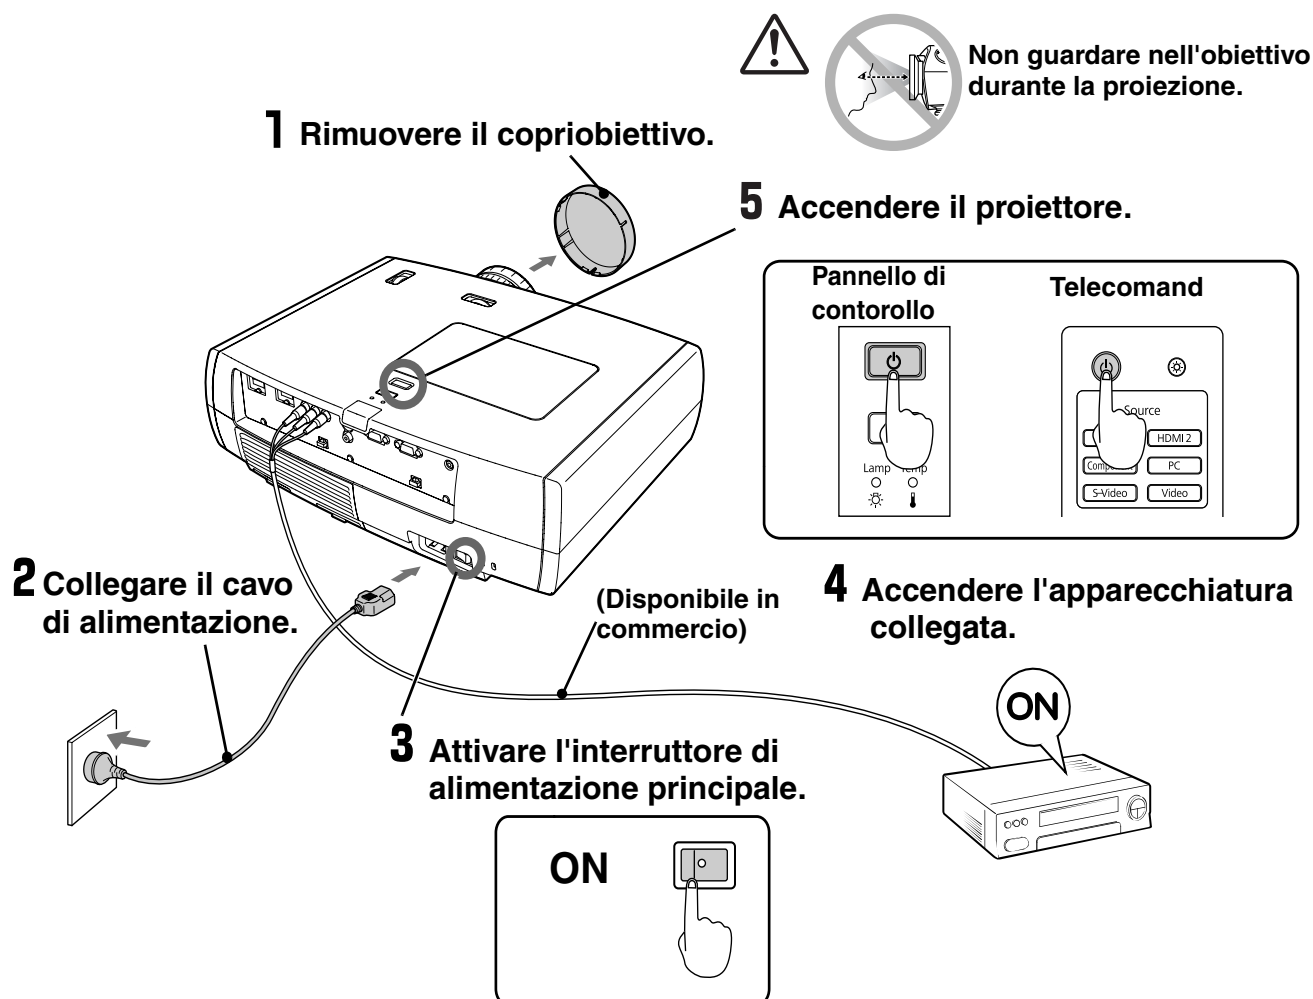 Non guardare nell'obiettivo
durante la proiezione.
1 Rimuovere il copriobiettivo.
5 Accendere il proiettore.
Pannello di
contorollo
Telecomand
Lamp
Source
HDMI 2
PC
S-Video
Video
2 Collegare il cavo
di alimentazione.
(Disponibile in
commercio)
4 Accendere l'apparecchiatura
collegata.
ON
3 Attivare l'interruttore di
alimentazione principale.
ON